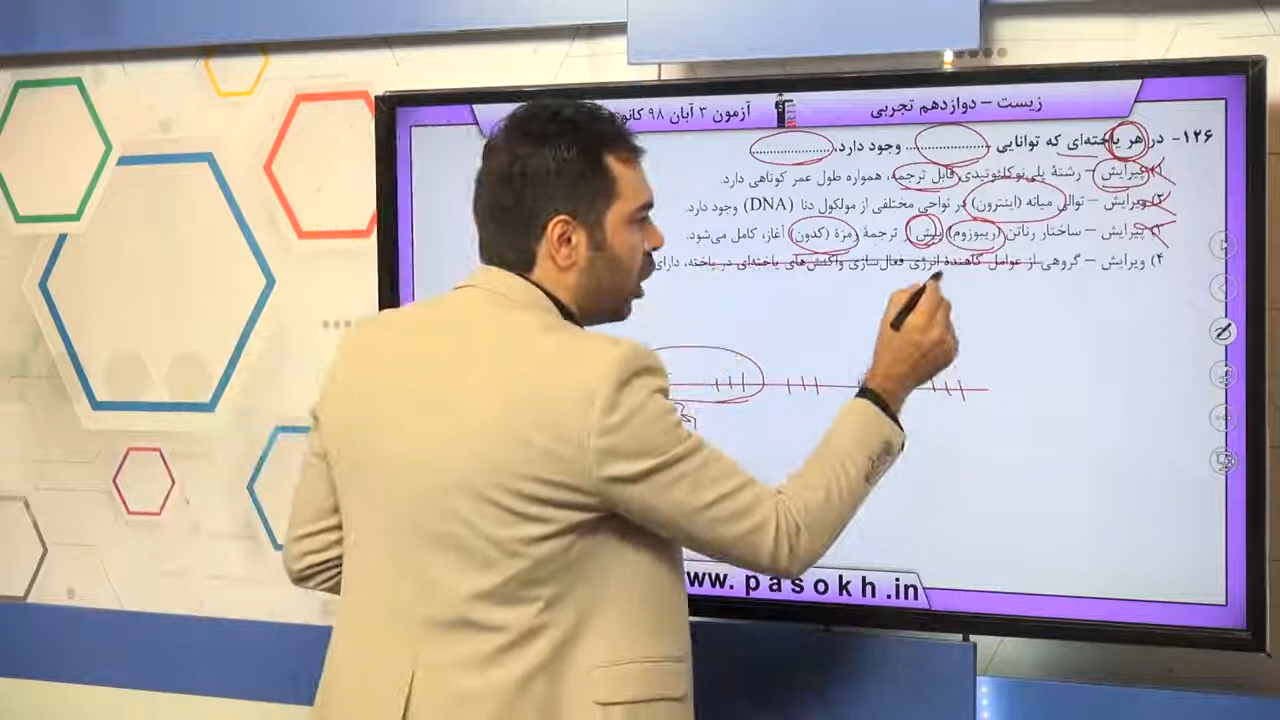 زیست – دوازدهم تجربی
آزمون ۳ آبان ۹۸
۱۲۶- در هر یاخته‌ای که توانایی .................... وجود دارد، ....................
۱) پیرایش – رشتهٔ پلی‌نوکلئوتیدی قابل ترجمه، همواره طول عمر کوتاهی دارد.
۲) ویرایش – توالی میانه (اینترون) در نواحی مختلفی از مولکول دنا (DNA) وجود دارد.
۳) پیرایش – ساختار رناتن (ریبوزوم) پیش از ترجمهٔ رمزهٔ (کدون) آغاز، کامل می‌شود.
۴) ویرایش – گروهی از عوامل کاهندهٔ انرژی فعال‌سازی واکنش‌های یاخته‌ای در یاخته، دارای
ww.pasokh.in